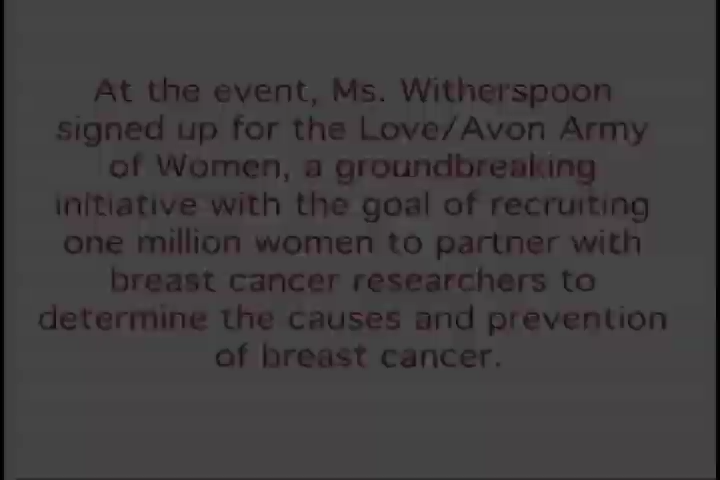 At the event, Ms. Witherspoon
signed up for the Love/Avon Army
of Women, a groundbreaking
initiative with the goal of recruiting
one million women to partner with
breast cancer researchers to
determine the causes and prevention
of breast cancer.